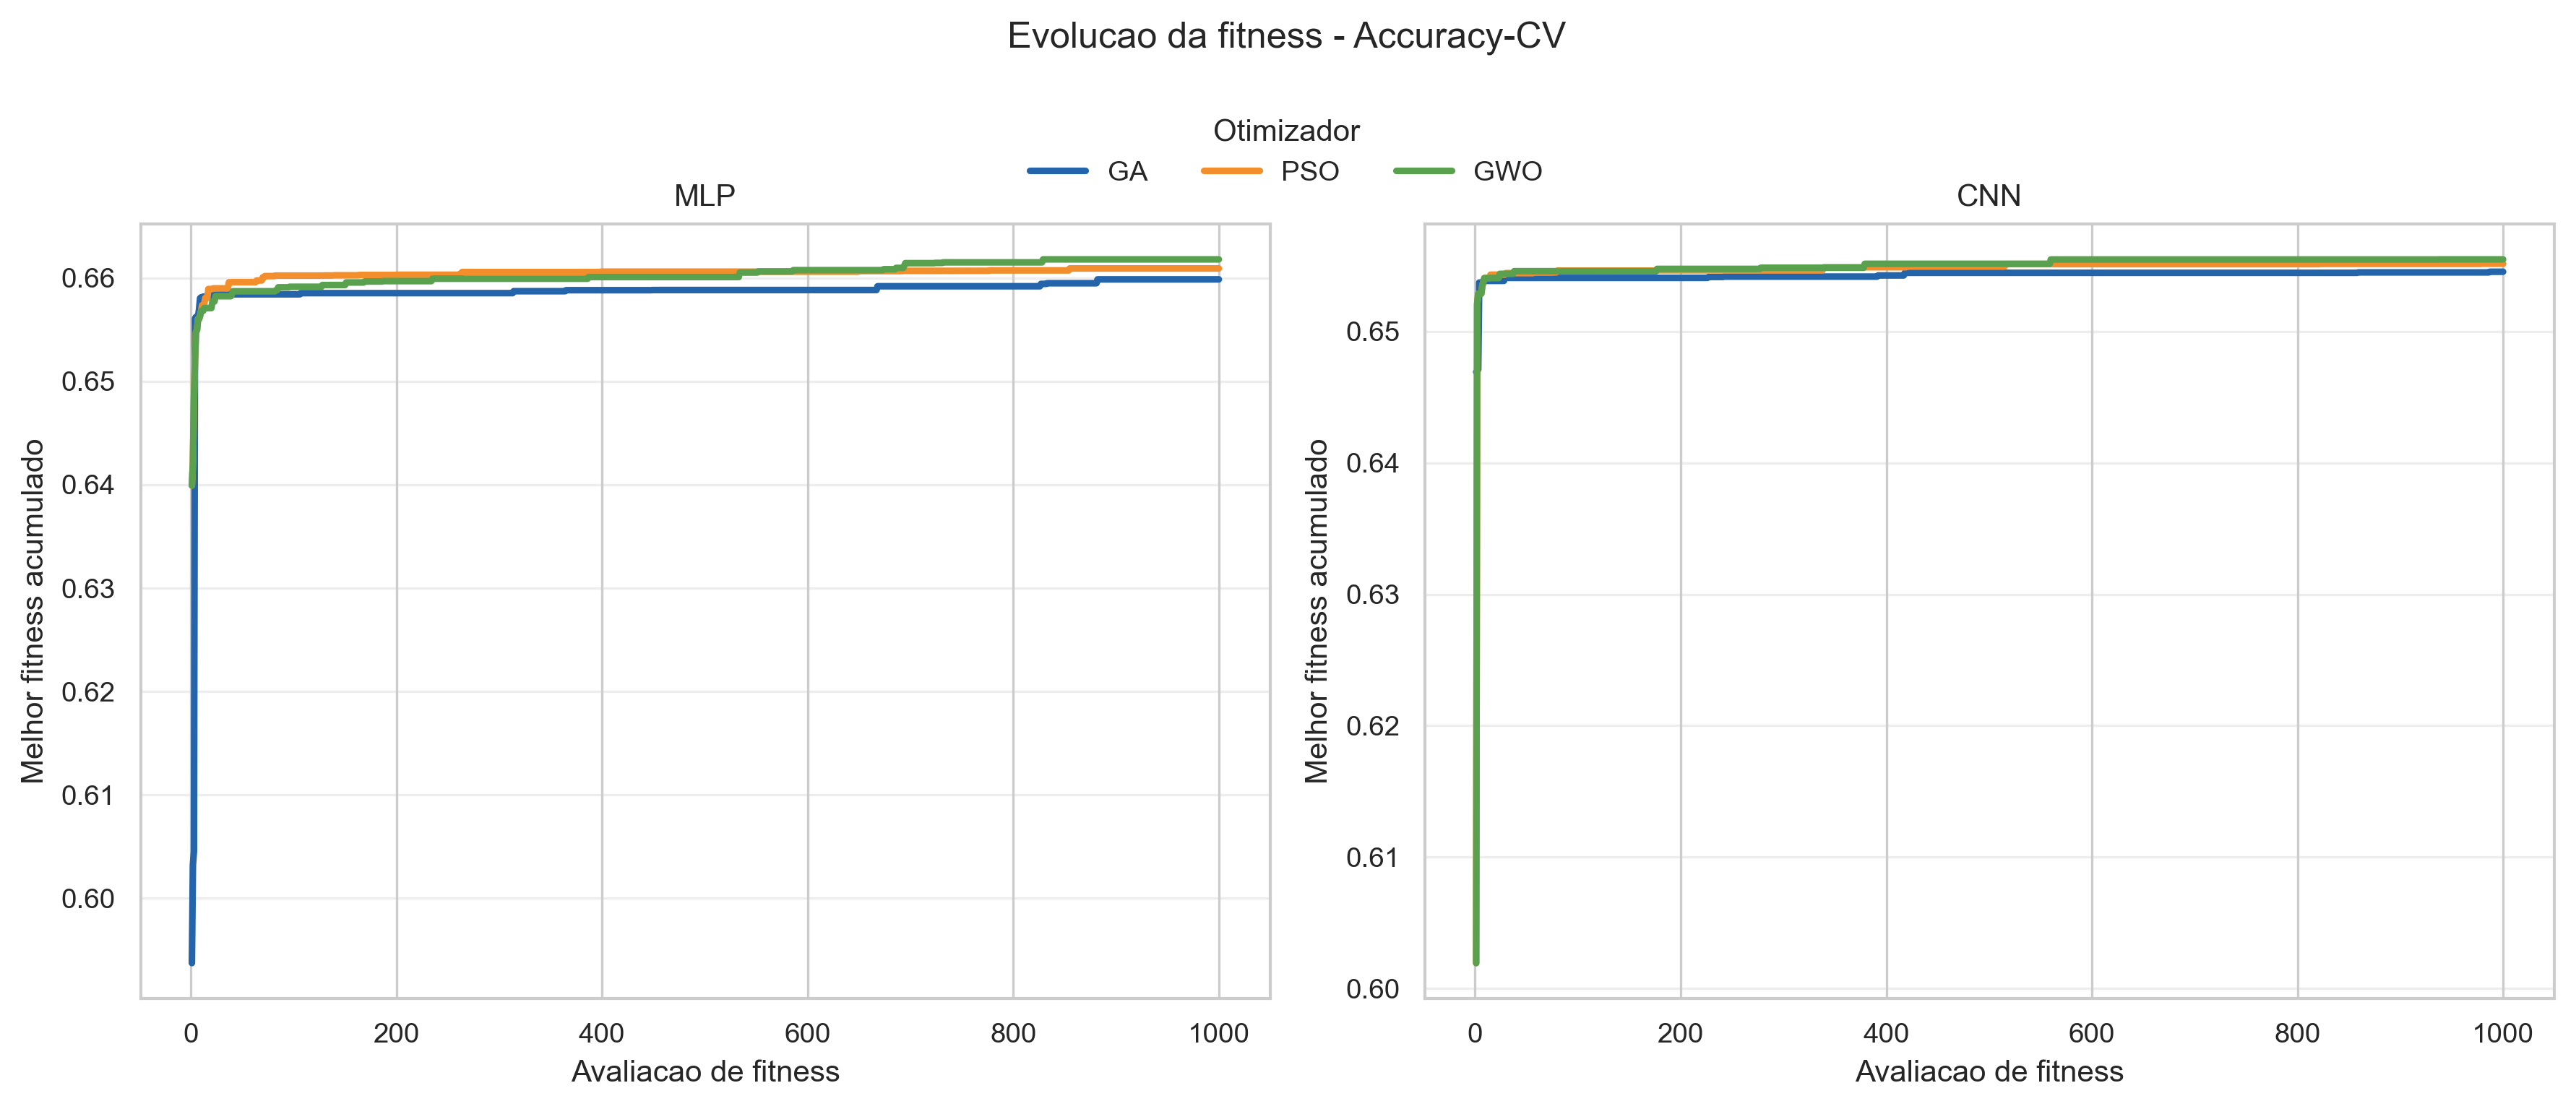 Evolucao da fitness - Accuracy-CV
Otimizador
GA PSO GWO
MLP
Melhor fitness acumulado
0.66
0.65
0.64
0.63
0.62
0.61
0.60
0 200 400 600 800 1000
Avaliacao de fitness
CNN
Melhor fitness acumulado
0.65
0.64
0.63
0.62
0.61
0.60
0 200 400 600 800 1000
Avaliacao de fitness